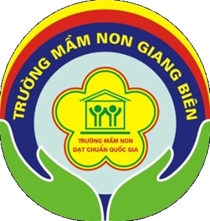 TRƯỜNG MẦM NON GIANG BIÊN
TRƯỜNG MẦM NON
ĐẠT CHUẨN QUỐC GIA